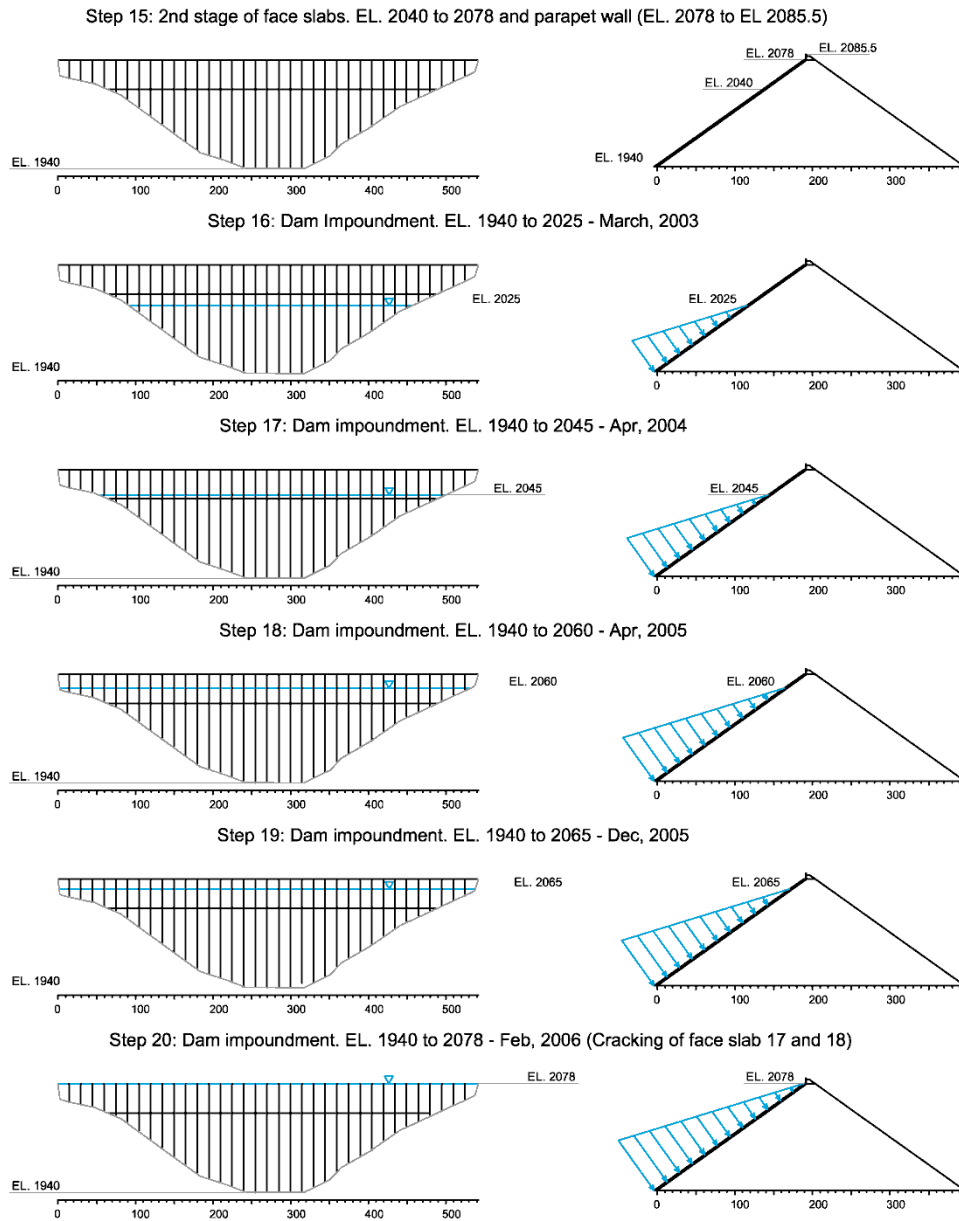 Step 15: 2nd stage of face slabs. EL. 2040 to 2078 and parapet wall (EL. 2078 to EL 2085.5)
EL. 2078
EL. 2085.5
EL. 2040
EL. 1940
EL. 1940
0 100 200 300 400 500
0 100 200 300
Step 16: Dam Impoundment. EL. 1940 to 2025 - March, 2003
EL. 2025
EL. 2025
EL. 1940
0 100 200 300 400 500
0 100 200 300
Step 17: Dam impoundment. EL. 1940 to 2045 - Apr, 2004
EL. 2045
EL. 2045
EL. 1940
0 100 200 300 400 500
0 100 200 300
Step 18: Dam impoundment. EL. 1940 to 2060 - Apr, 2005
EL. 2060
EL. 2060
EL. 1940
0 100 200 300 400 500
0 100 200 300
Step 19: Dam impoundment. EL. 1940 to 2065 - Dec, 2005
EL. 2065
EL. 2065
EL. 1940
0 100 200 300 400 500
0 100 200 300
Step 20: Dam impoundment. EL. 1940 to 2078 - Feb, 2006 (Cracking of face slab 17 and 18)
EL. 2078
EL. 2078
EL. 1940
0 100 200 300 400 500
0 100 200 300